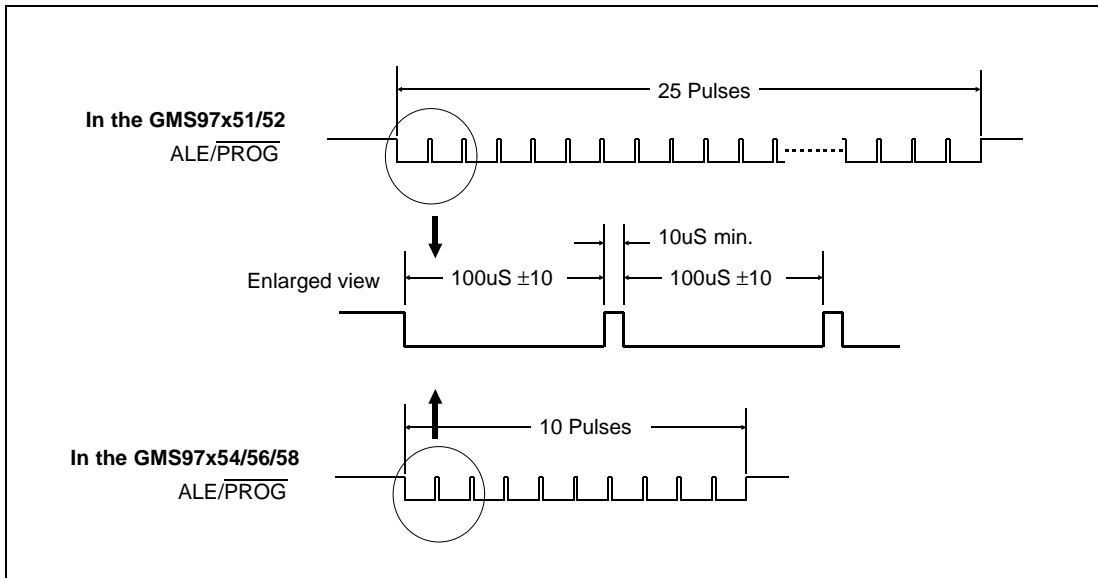 25 Pulses
In the GMS97x51/52
ALE/PROG
10uS min.
Enlarged view
100uS ±10
100uS ±10
10 Pulses
In the GMS97x54/56/58
ALE/PROG